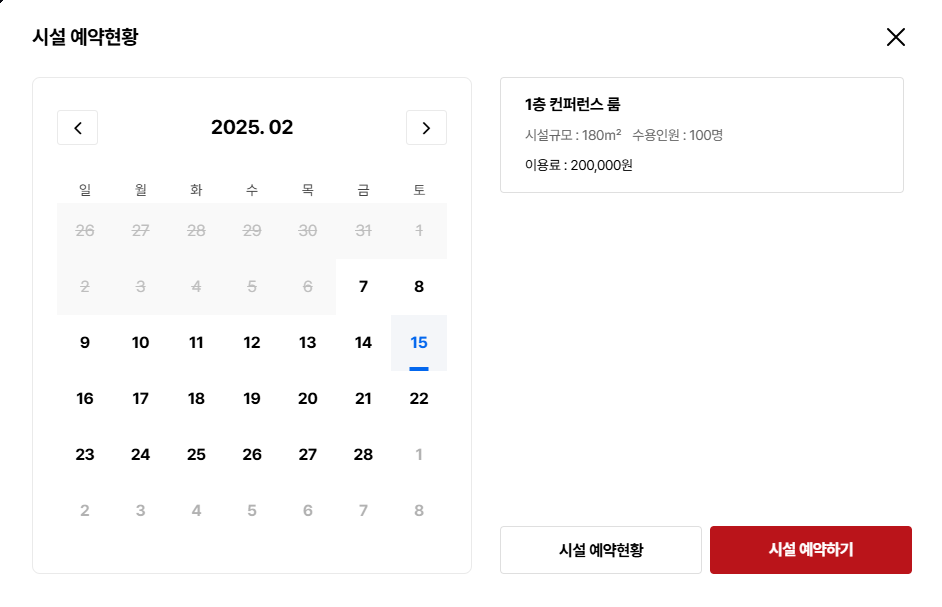 시설 예약현황
2025. 02
일 월 화 수 목 금 토
26 27 28 29 30 31 1
2 3 4 5 6 7 8
9 10 11 12 13 14 15
16 17 18 19 20 21 22
23 24 25 26 27 28 1
2 3 4 5 6 7 8
1층 컨퍼런스 룸
시설규모 : 180m² 수용인원 : 100명
이용료 : 200,000원
시설 예약현황
시설 예약하기